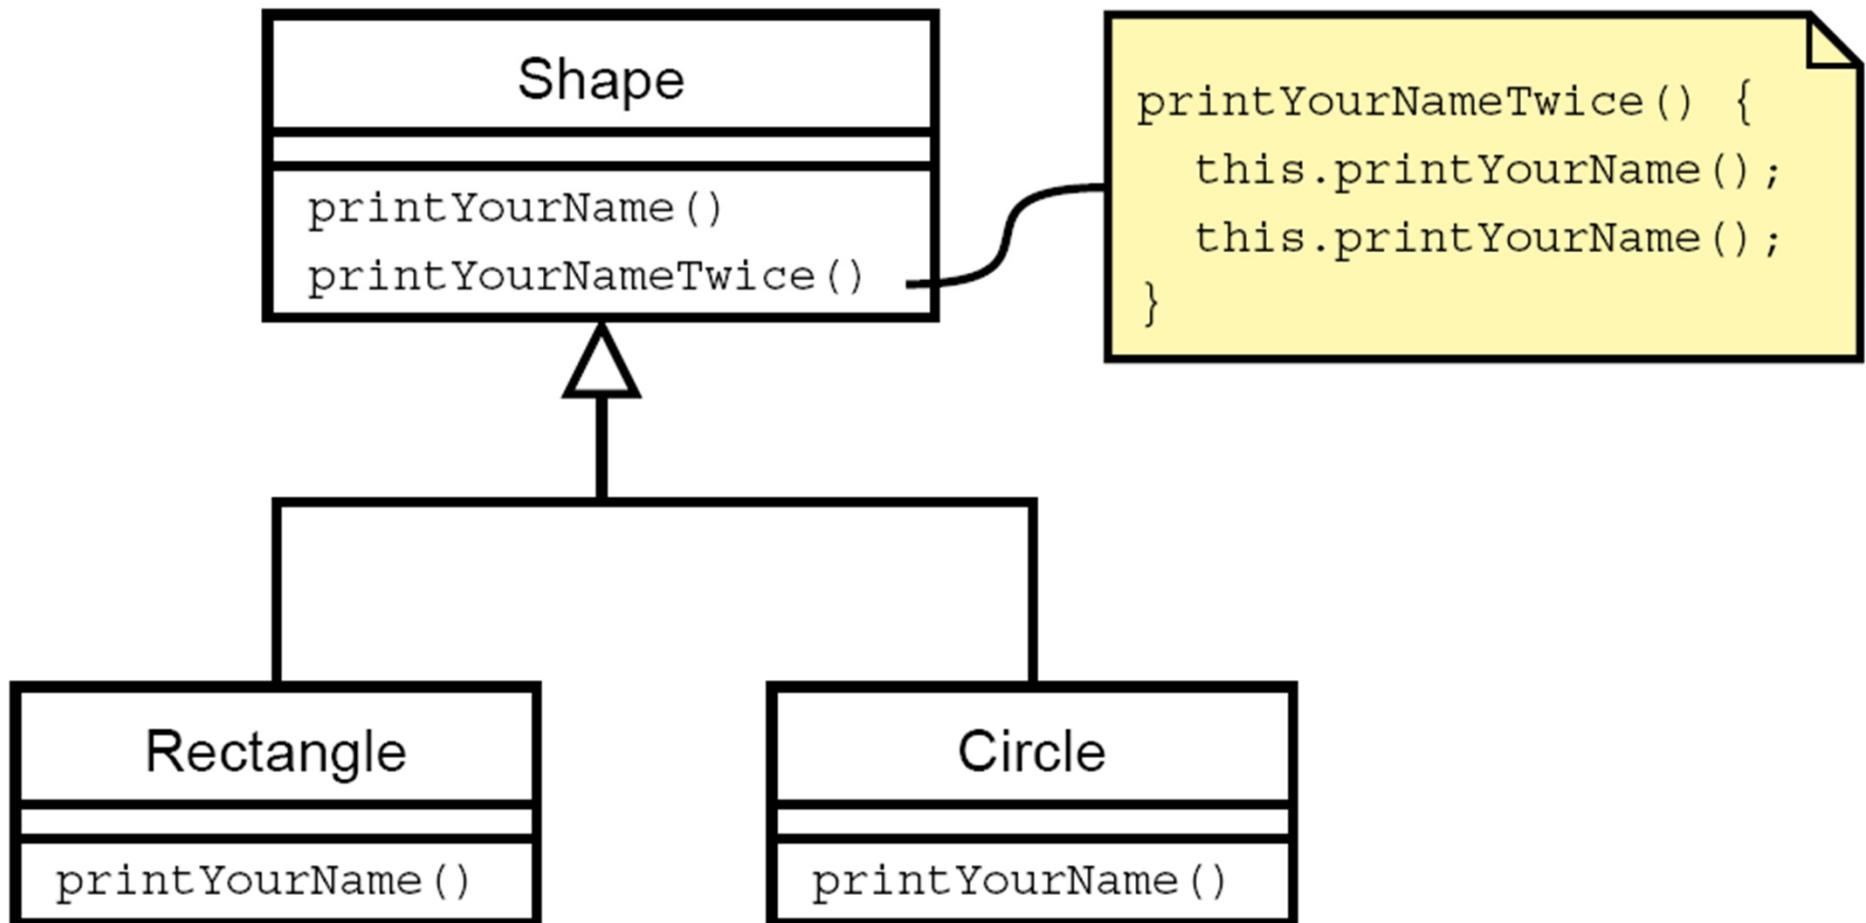 Shape
printYourName()
printYourNameTwice()
printYourNameTwice() {
  this.printYourName();
  this.printYourName();
}
Rectangle
printYourName()
Circle
printYourName()